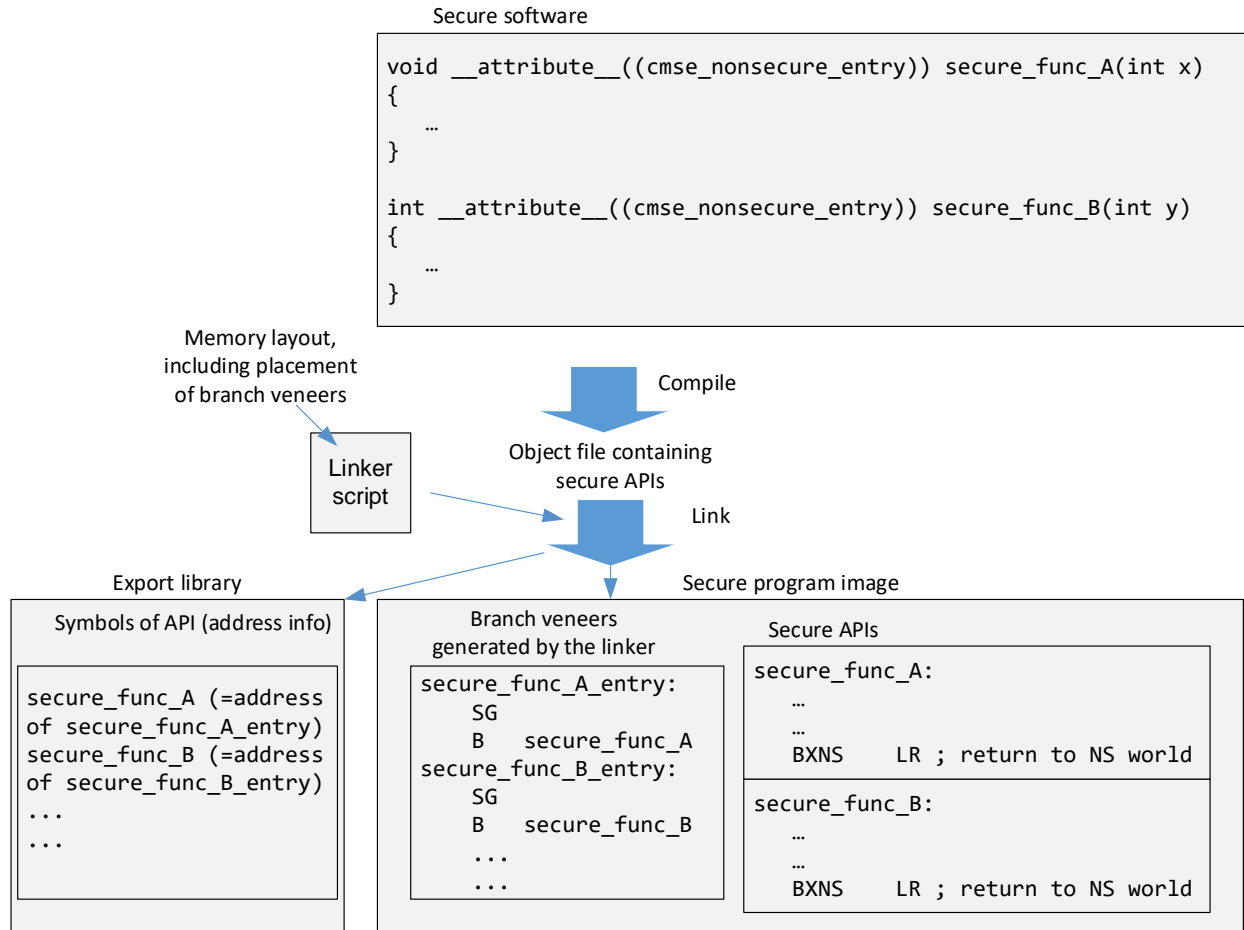 Secure software
void __attribute__((cmse_nonsecure_entry)) secure_func_A(int x)
{
…
}
int __attribute__((cmse_nonsecure_entry)) secure_func_B(int y)
{
…
}
Memory layout,
including placement
of branch veneers
Compile
Linker
script
Object file containing
secure APIs
Link
Export library
Symbols of API (address info)
secure_func_A (=address
of secure_func_A_entry)
secure_func_B (=address
of secure_func_B_entry)
...
...
Secure program image
Branch veneers
generated by the linker
secure_func_A_entry:
SG
B secure_func_A
secure_func_B_entry:
SG
B secure_func_B
...
...
Secure APIs
secure_func_A:
…
…
BXNS LR ; return to NS world
secure_func_B:
…
…
BXNS LR ; return to NS world